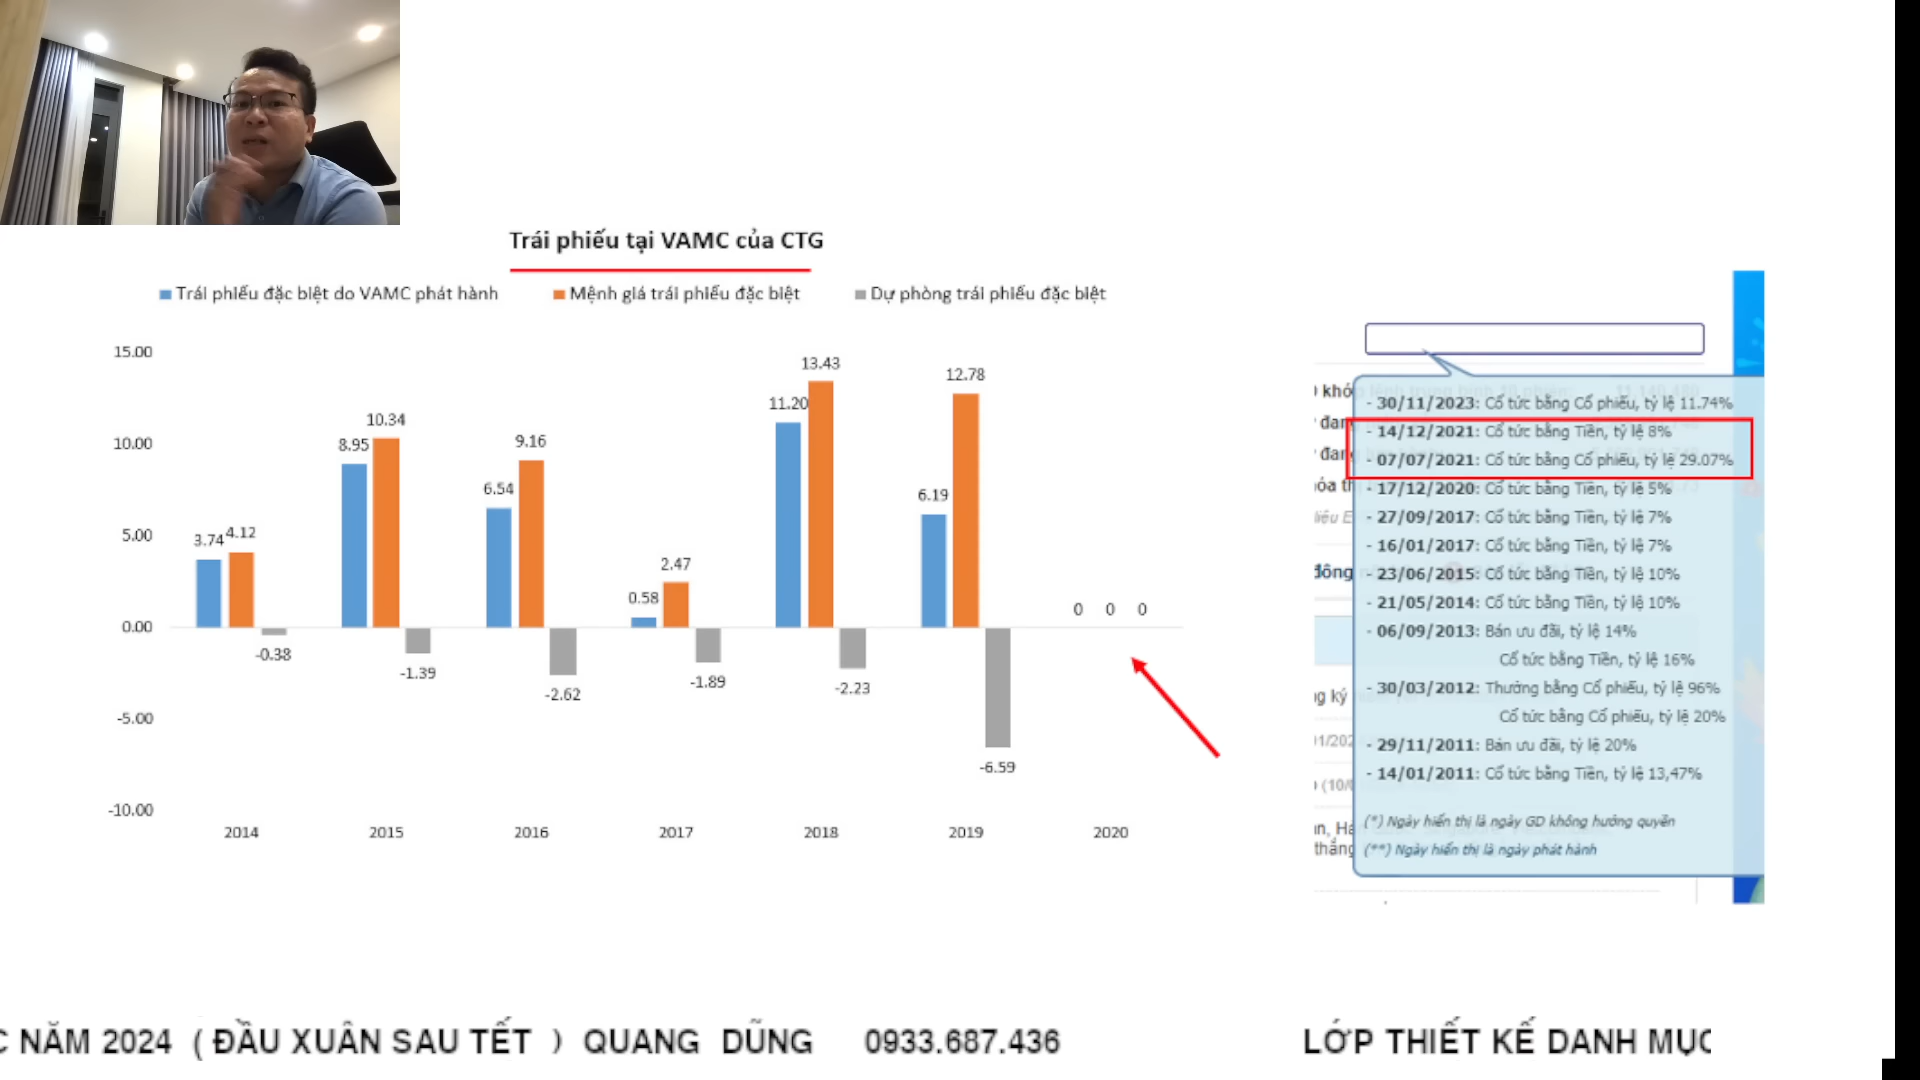 Trái phiếu tại VAMC của CTG
Trái phiếu đặc biệt do VAMC phát hành
Mệnh giá trái phiếu đặc biệt
Dự phòng trái phiếu đặc biệt
15.00
10.00
5.00
0.00
-5.00
-10.00
3.74
4.12
-0.38
8.95
10.34
-1.39
6.54
9.16
-2.62
0.58
2.47
-1.89
11.20
13.43
-2.23
6.19
12.78
-6.59
0 0 0
2014 2015 2016 2017 2018 2019 2020
- 30/11/2023: Cổ tức bằng Cổ phiếu, tỷ lệ 11.74%
- 14/12/2021: Cổ tức bằng Tiền, tỷ lệ 8%
- 07/07/2021: Cổ tức bằng Cổ phiếu, tỷ lệ 29.07%
- 17/12/2020: Cổ tức bằng Tiền, tỷ lệ 5%
- 27/09/2017: Cổ tức bằng Tiền, tỷ lệ 7%
- 16/01/2017: Cổ tức bằng Tiền, tỷ lệ 7%
- 23/06/2015: Cổ tức bằng Tiền, tỷ lệ 10%
- 21/05/2014: Cổ tức bằng Tiền, tỷ lệ 10%
- 06/09/2013: Bán ưu đãi, tỷ lệ 14%
Cổ tức bằng Tiền, tỷ lệ 16%
- 30/03/2012: Thưởng bằng Cổ phiếu, tỷ lệ 96%
Cổ tức bằng Cổ phiếu, tỷ lệ 20%
- 29/11/2011: Bán ưu đãi, tỷ lệ 20%
- 14/01/2011: Cổ tức bằng Tiền, tỷ lệ 13,47%
(*) Ngày hiển thị là ngày GD không hưởng quyền
(**) Ngày hiển thị là ngày phát hành
C NĂM 2024 ( ĐẦU XUÂN SAU TẾT ) QUANG DŨNG 0933.687.436 LỚP THIẾT KẾ DANH MỤC